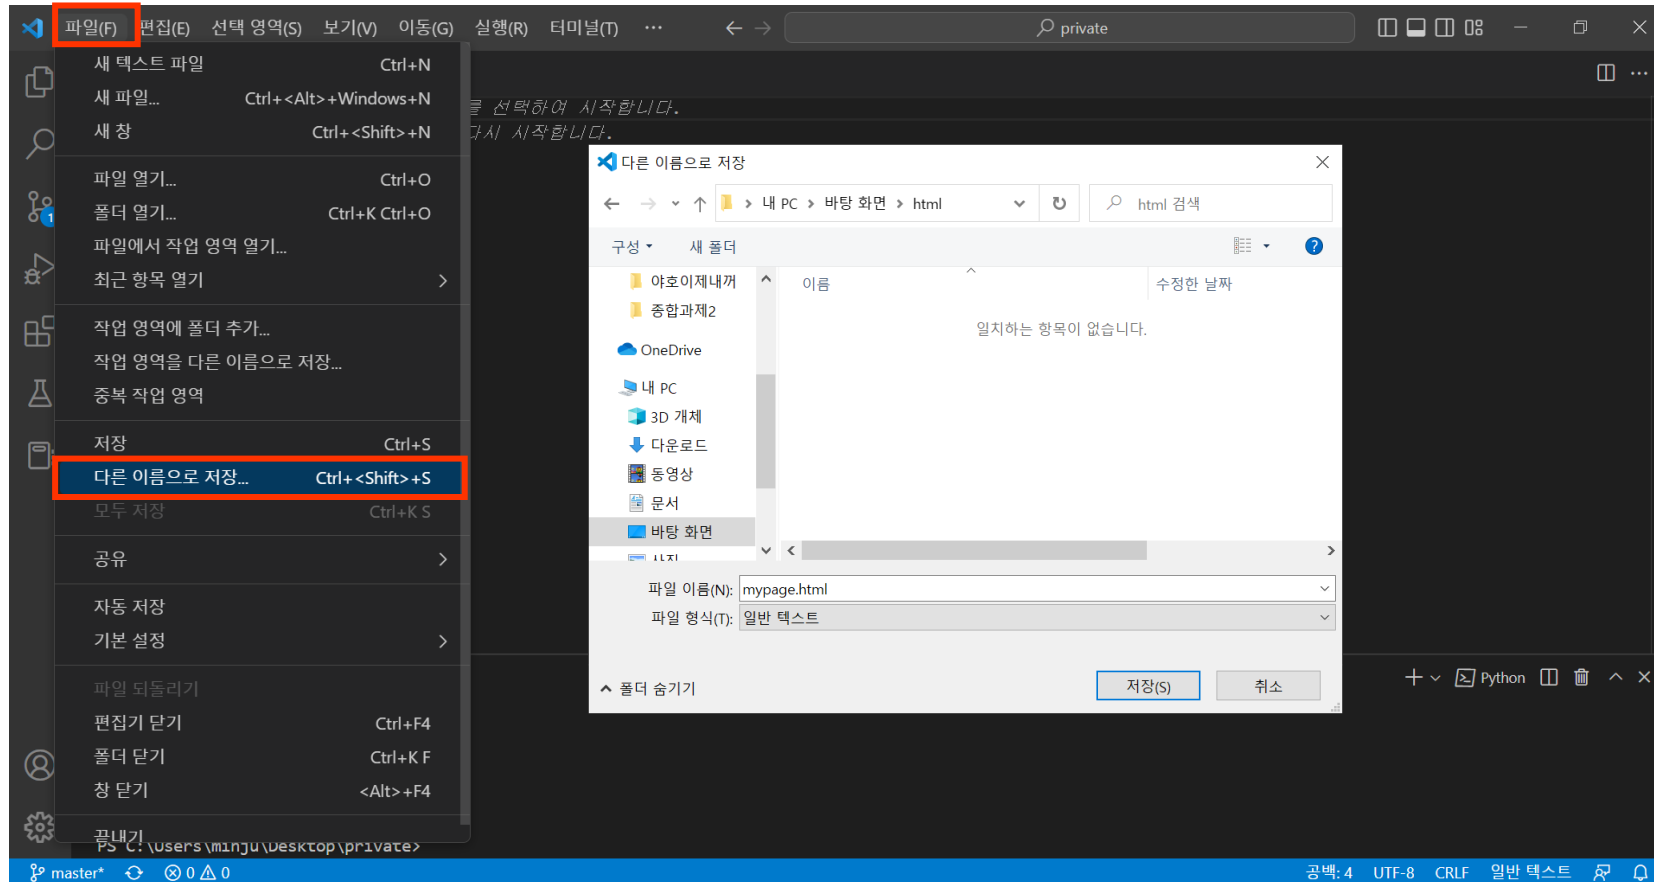 파일(F) 편집(E) 선택 영역(S) 보기(V) 이동(G) 실행(R) 터미널(T) ··· private
새 텍스트 파일 Ctrl+N
새 파일... Ctrl+<Alt>+Windows+N
새 창 Ctrl+<Shift>+N
파일 열기... Ctrl+O
폴더 열기... Ctrl+K Ctrl+O
파일에서 작업 영역 열기...
최근 항목 열기
작업 영역에 폴더 추가...
작업 영역을 다른 이름으로 저장...
중복 작업 영역
저장 Ctrl+S
다른 이름으로 저장... Ctrl+<Shift>+S
모두 저장 Ctrl+K S
공유
자동 저장
기본 설정
파일 되돌리기
편집기 닫기 Ctrl+F4
폴더 닫기 Ctrl+K F
창 닫기 <Alt>+F4
끝내기
를 선택하여 시작합니다.
다시 시작합니다.
다른 이름으로 저장
내 PC > 바탕 화면 > html
html 검색
구성 새 폴더
이름 수정한 날짜
일치하는 항목이 없습니다.
야호이제내꺼
종합과제2
OneDrive
내 PC
3D 개체
다운로드
동영상
문서
바탕 화면
사진
파일 이름(N): mypage.html
파일 형식(T): 일반 텍스트
폴더 숨기기 저장(S) 취소
Python
PS C:\Users\minju\Desktop\private>
1
master* 0 0 공백: 4 UTF-8 CRLF 일반 텍스트